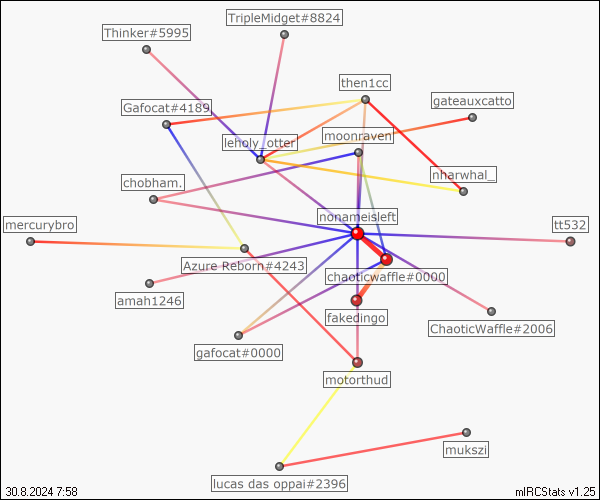 TripleMidget#8824
Thinker#5995
then1cc
gateauxcatto
Gafocat#4189
moonraven
leholy_otter
nharwhal_
chobham.
nonameisleft
mercurybro
tt532
Azure Reborn#4243
chaoticwaffle#0000
amah1246
fakedingo
ChaoticWaffle#2006
gafocat#0000
motorthud
mukszi
lucas das oppai#2396
30.8.2024 7:58
mIRCStats v1.25